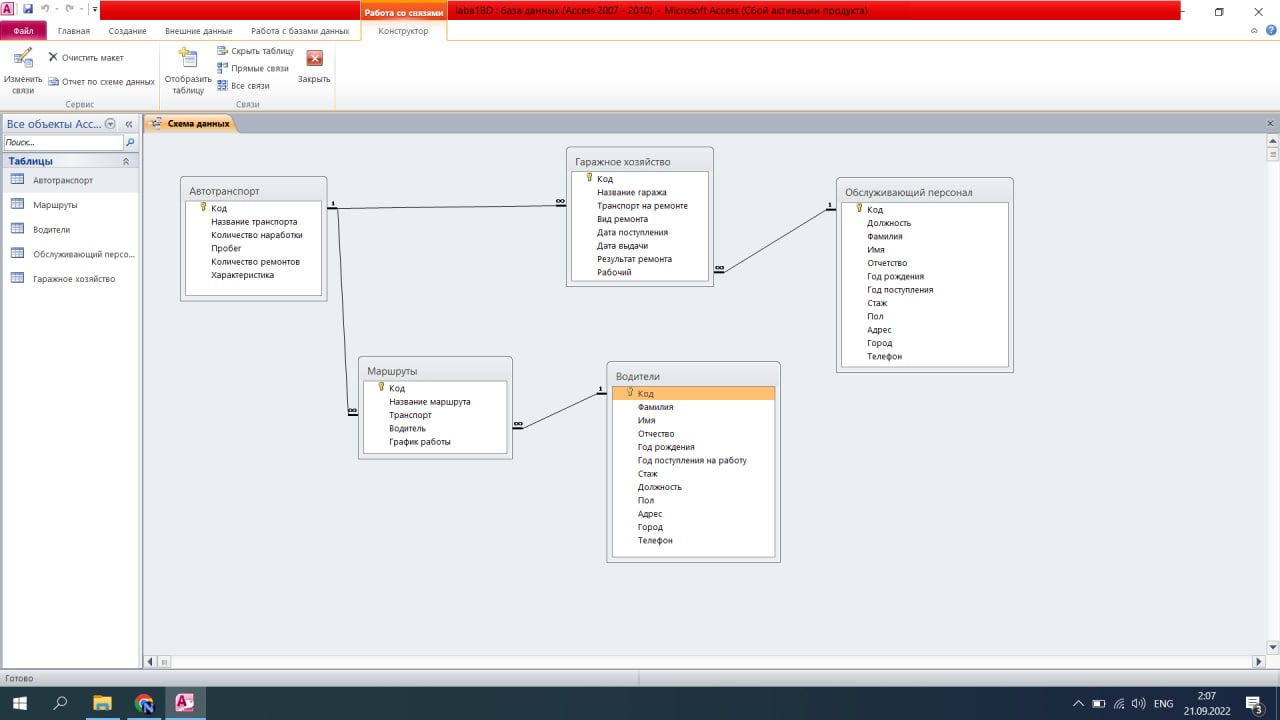 Работа со связями
laba1BD : база данных (Access 2007 - 2010) - Microsoft Access (Сбой активации продукта)
Файл
Главная
Создание
Внешние данные
Работа с базами данных
Конструктор
Изменить связи
Очистить макет
Отчет по схеме данных
Сервис
Отобразить таблицу
Скрыть таблицу
Прямые связи
Все связи
Связи
Закрыть
Все объекты Acc...
Поиск...
Таблицы
Автотранспорт
Маршруты
Водители
Обслуживающий персо...
Гаражное хозяйство
Схема данных
Автотранспорт
Код
Название транспорта
Количество наработки
Пробег
Количество ремонтов
Характеристика
1
∞
Гаражное хозяйство
Код
Название гаража
Транспорт на ремонте
Вид ремонта
Дата поступления
Дата выдачи
Результат ремонта
Рабочий
∞
1
Обслуживающий персонал
Код
Должность
Фамилия
Имя
Отчетство
Год рождения
Год поступления
Стаж
Пол
Адрес
Город
Телефон
Маршруты
Код
Название маршрута
Транспорт
Водитель
График работы
∞
∞
1
Водители
Код
Фамилия
Имя
Отчество
Год рождения
Год поступления на работу
Стаж
Должность
Пол
Адрес
Город
Телефон
Готово
ENG
2:07
21.09.2022
3